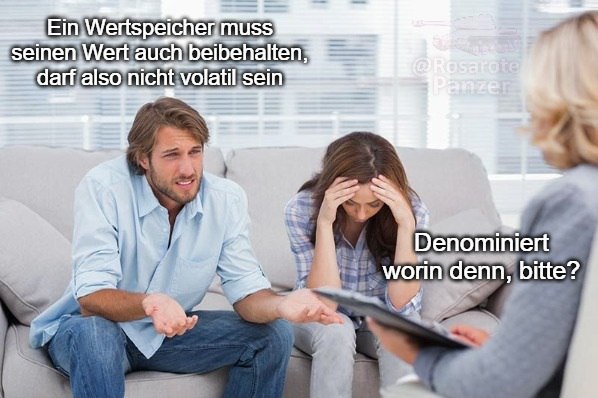 Ein Wertspeicher muss
seinen Wert auch beibehalten,
darf also nicht volatil sein
@Rosarote
Panzer
Denominiert
worin denn, bitte?